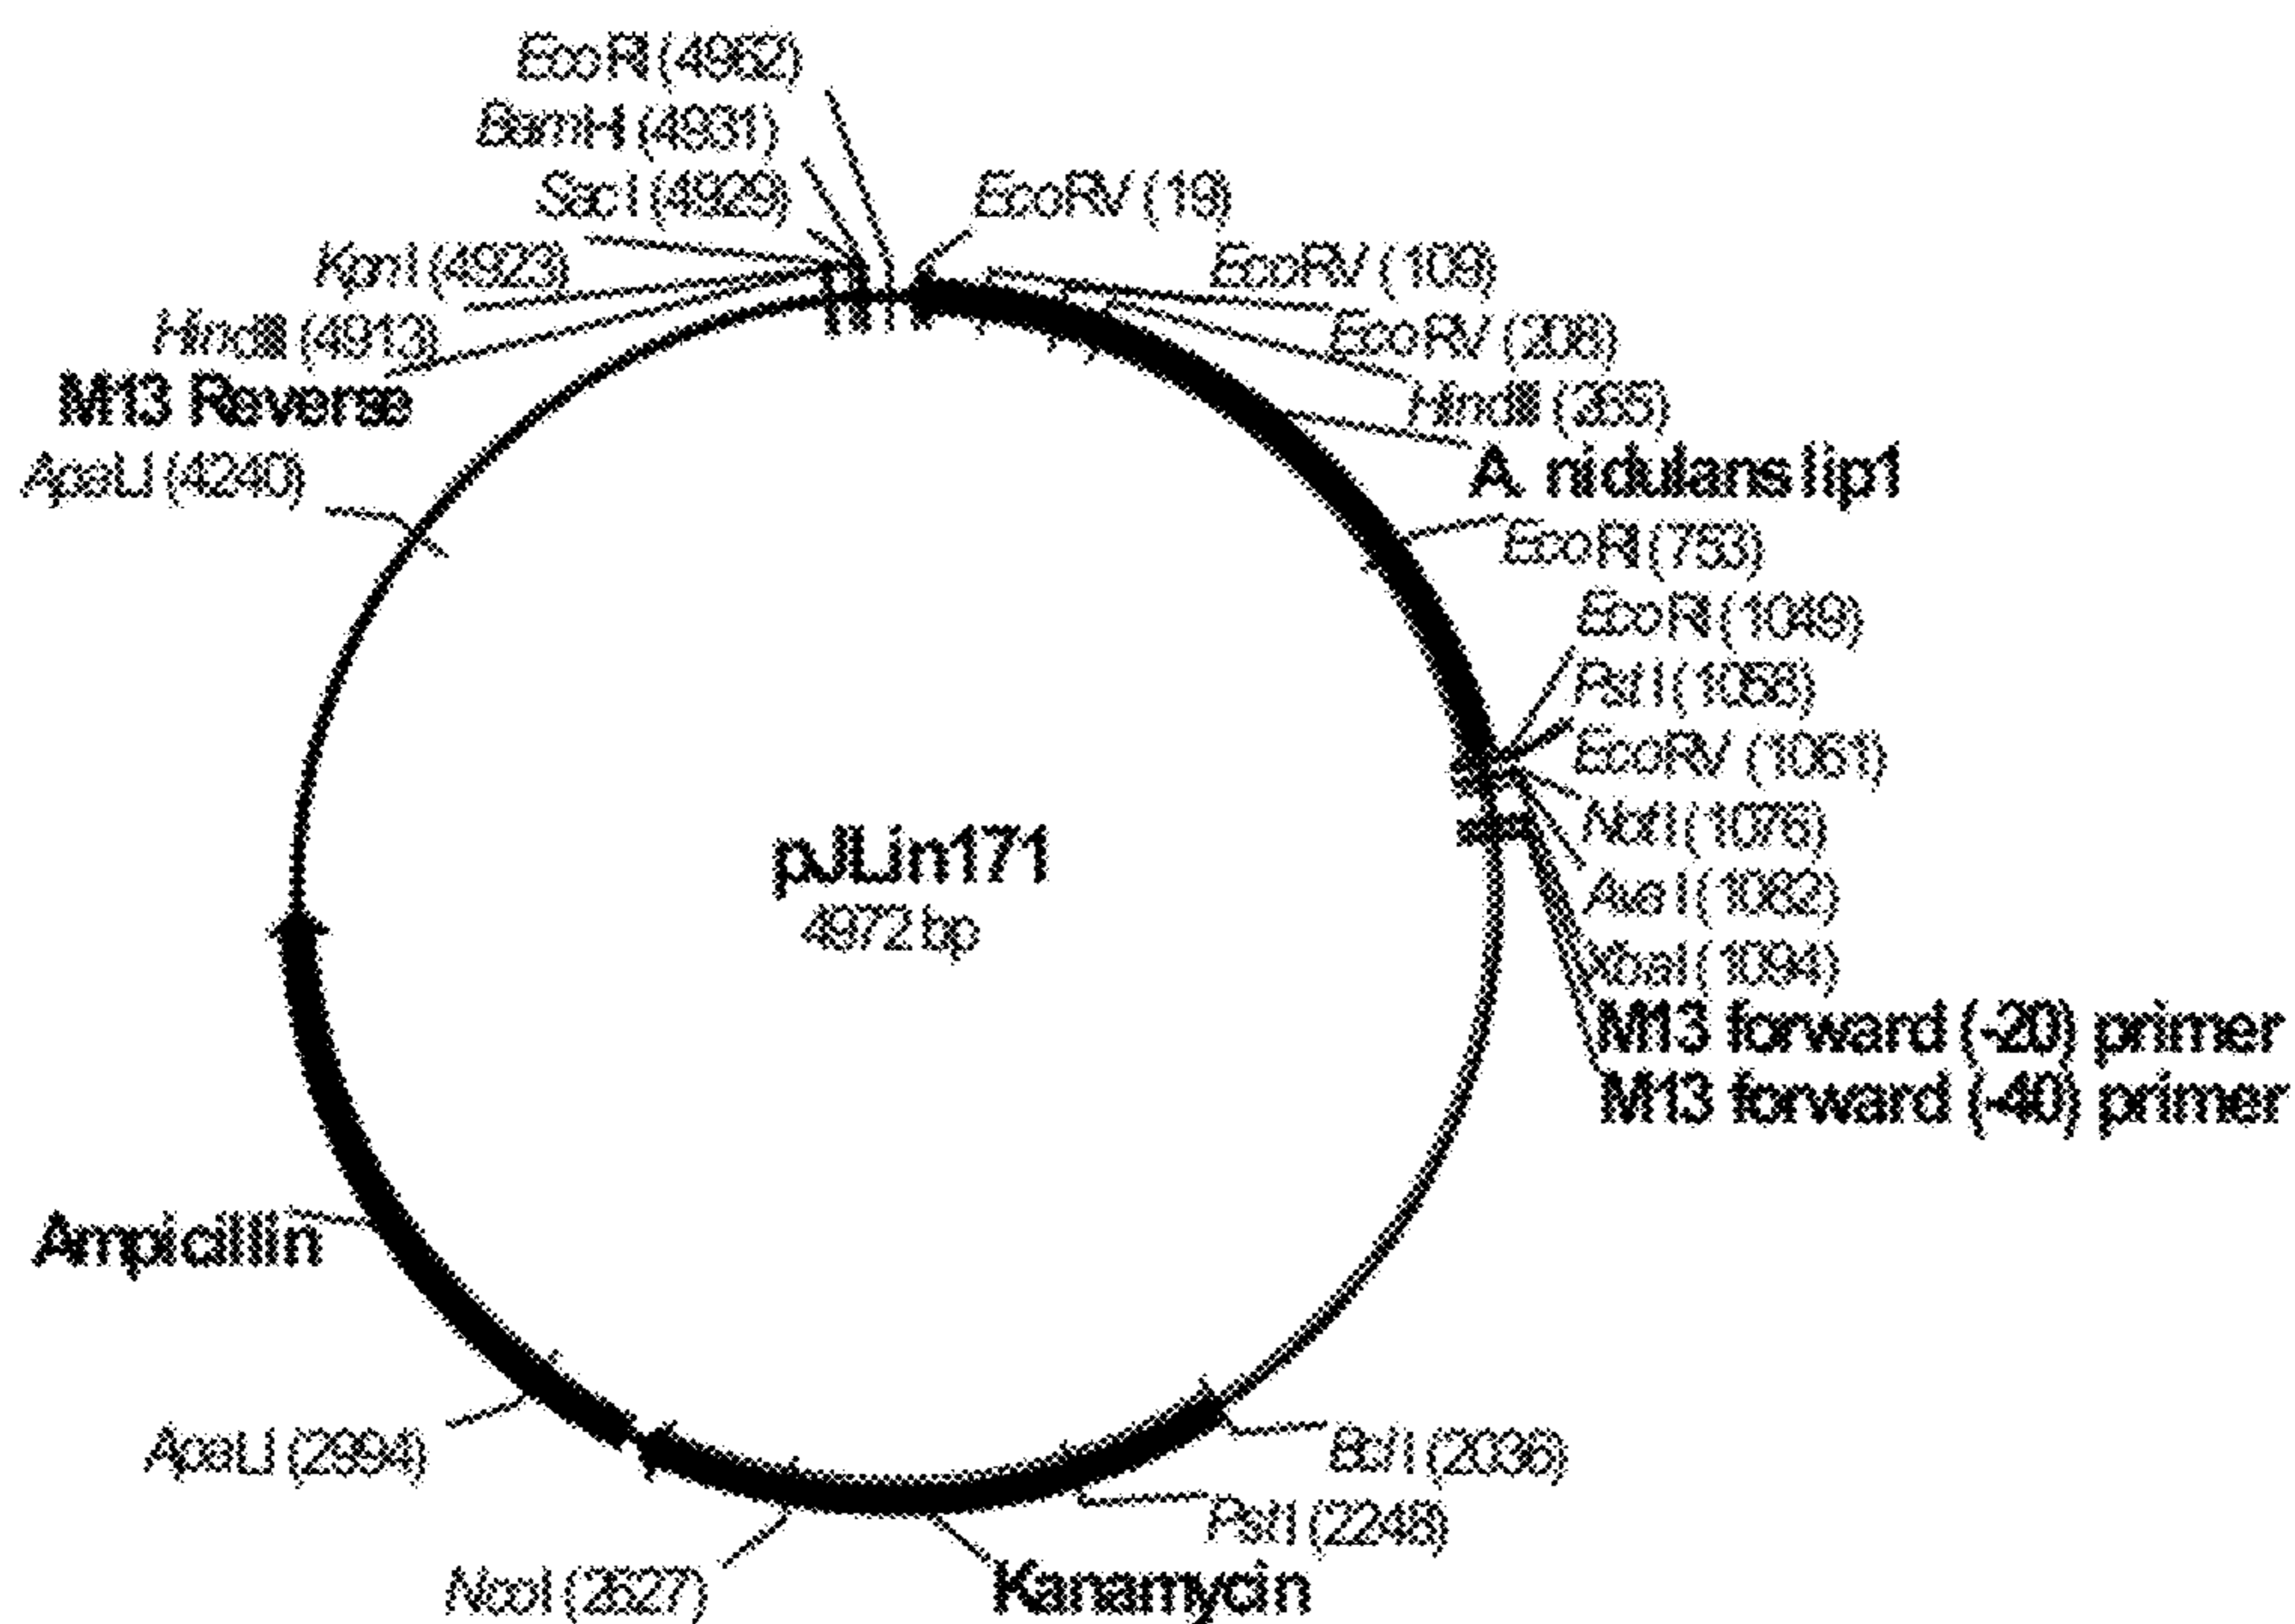 EcoRI (4962)
BamHI (4931)
SacI (4929)
KpnI (4923)
HindIII (4913)
M13 Reverse
ApaLI (4240)
EcoRV (19)
EcoRV (109)
EcoRV (208)
HindIII (265)
A. nidulans lip1
EcoRI (753)
EcoRI (1049)
PstI
EcoRV (1061)
NotI (1076)
AvaI (1082)
XbaI (1094)
M13 forward (-20) primer
M13 forward (-40) primer
pJLin171
4972 bp
Ampicillin
ApaLI (2994)
NcoI (2627)
Kanamycin
PstI (2248)
BclI (2036)